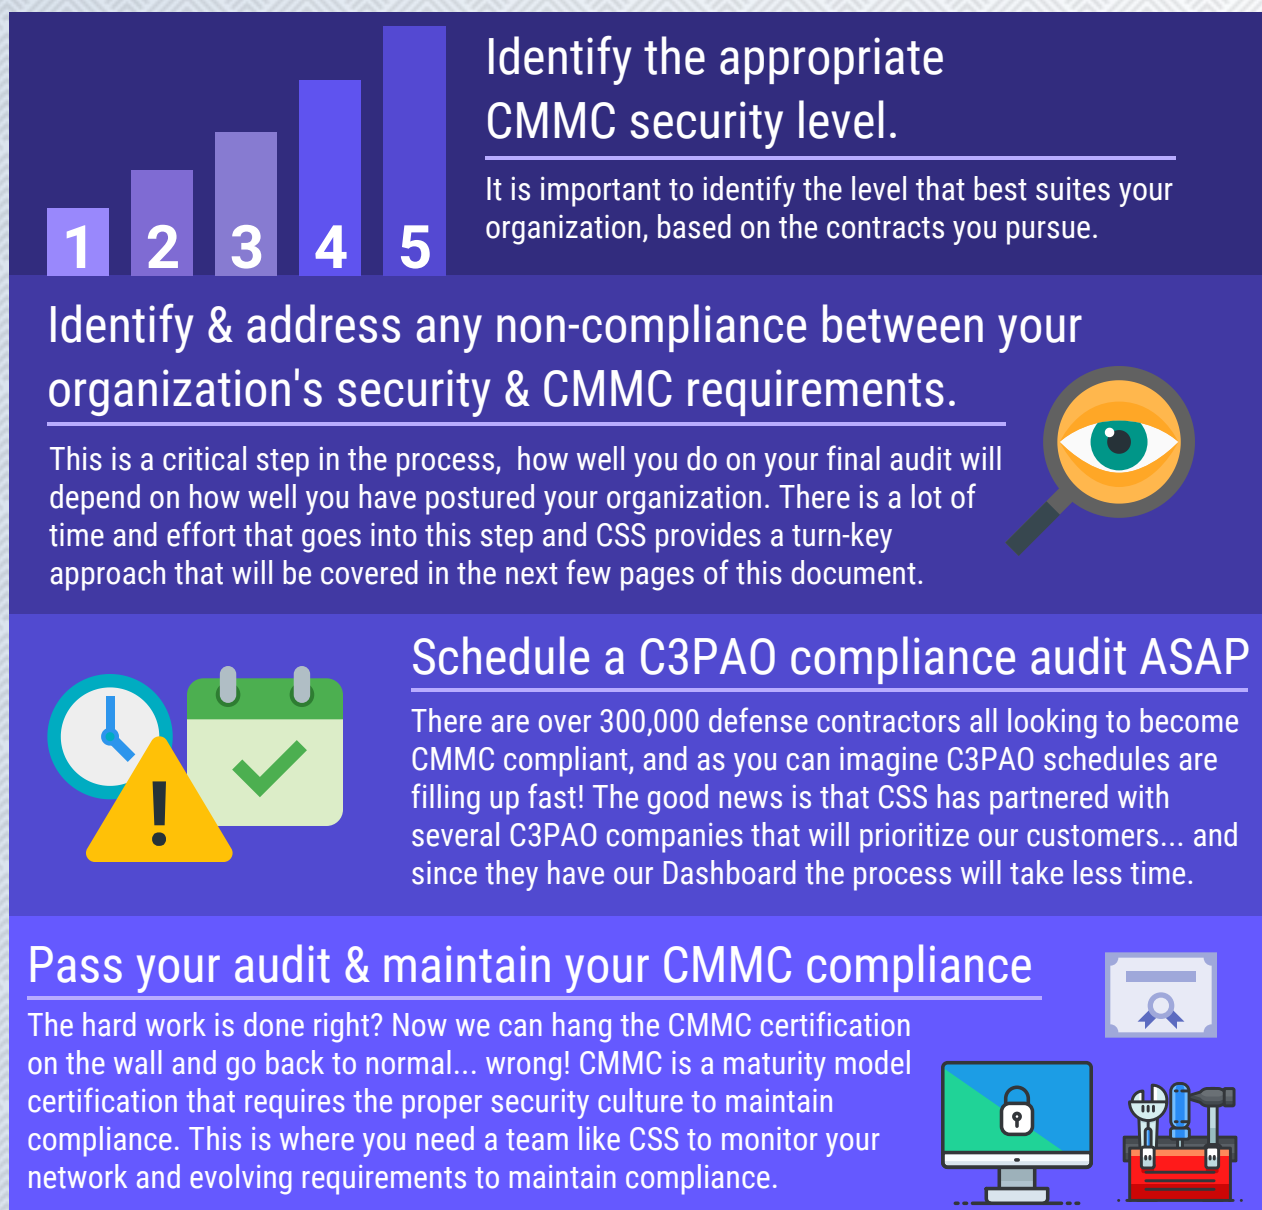 Identify the appropriate
CMMC security level.
It is important to identify the level that best suites your
organization, based on the contracts you pursue.
1 2 3 4 5
Identify & address any non-compliance between your
organization's security & CMMC requirements.
This is a critical step in the process,  how well you do on your final audit will
depend on how well you have postured your organization. There is a lot of
time and effort that goes into this step and CSS provides a turn-key
approach that will be covered in the next few pages of this document.
Schedule a C3PAO compliance audit ASAP
There are over 300,000 defense contractors all looking to become
CMMC compliant, and as you can imagine C3PAO schedules are
filling up fast! The good news is that CSS has partnered with
several C3PAO companies that will prioritize our customers... and
since they have our Dashboard the process will take less time.
Pass your audit & maintain your CMMC compliance
The hard work is done right? Now we can hang the CMMC certification
on the wall and go back to normal... wrong! CMMC is a maturity model
certification that requires the proper security culture to maintain
compliance. This is where you need a team like CSS to monitor your
network and evolving requirements to maintain compliance.